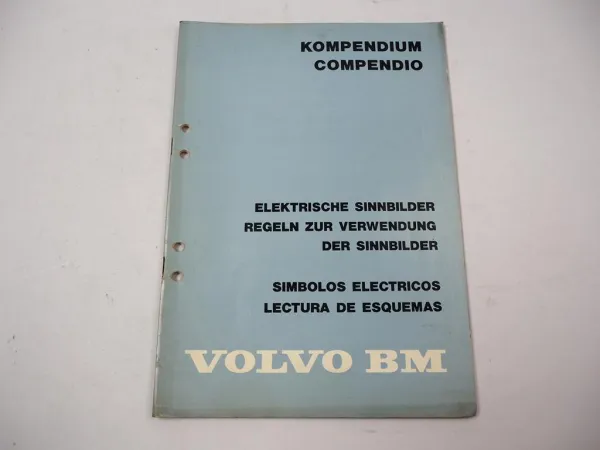 KOMPENDIUM
COMPENDIO
ELEKTRISCHE SINNBILDER
REGELN ZUR VERWENDUNG
DER SINNBILDER
SIMBOLOS ELECTRICOS
LECTURA DE ESQUEMAS
VOLVO BM